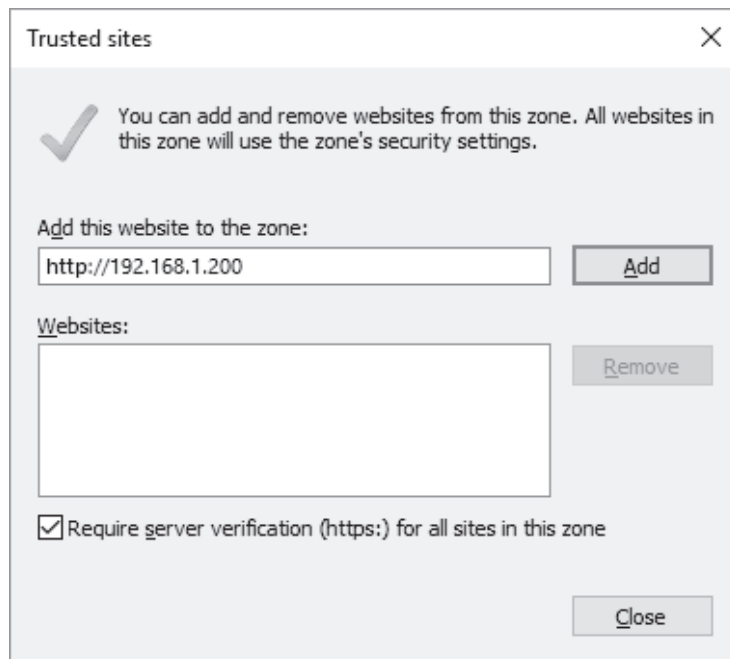 Trusted sites
You can add and remove websites from this zone. All websites in
this zone will use the zone's security settings.
Add this website to the zone:
http://192.168.1.200
Add
Websites:
Remove
Require server verification (https:) for all sites in this zone
Close